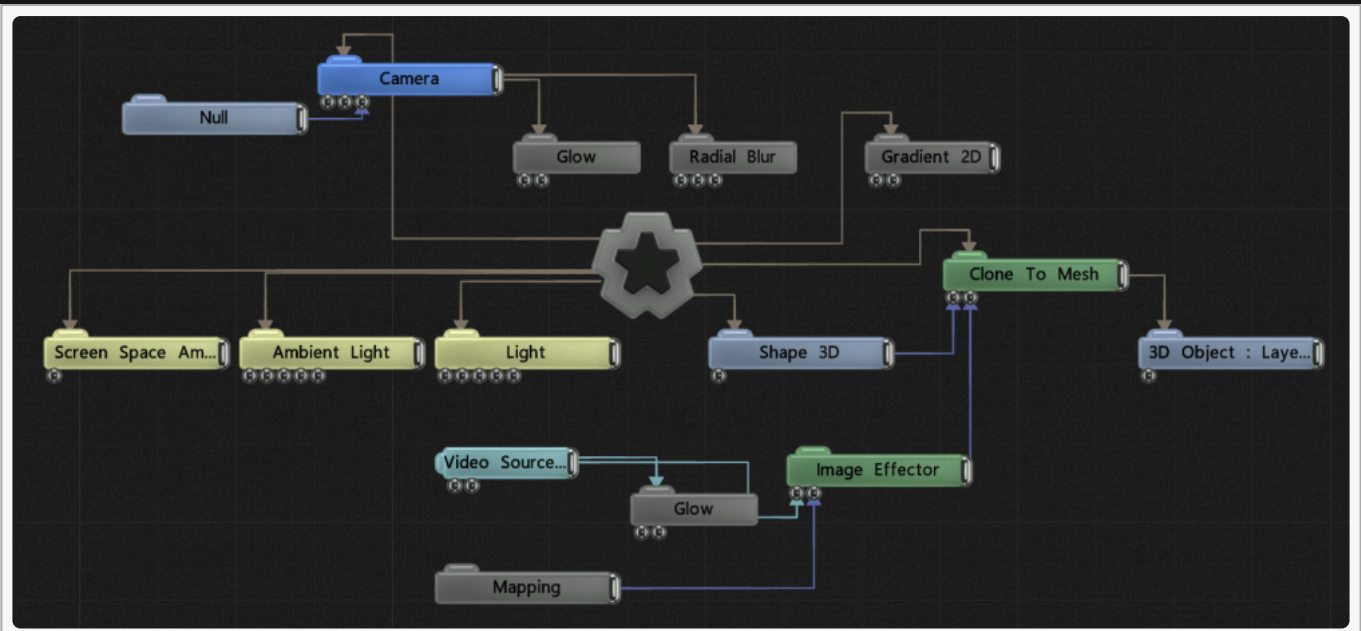 Camera
Null
Glow
Radial Blur
Gradient 2D
Clone To Mesh
Screen Space Am...
Ambient Light
Light
Shape 3D
3D Object : Laye...
Video Source...
Image Effector
Glow
Mapping